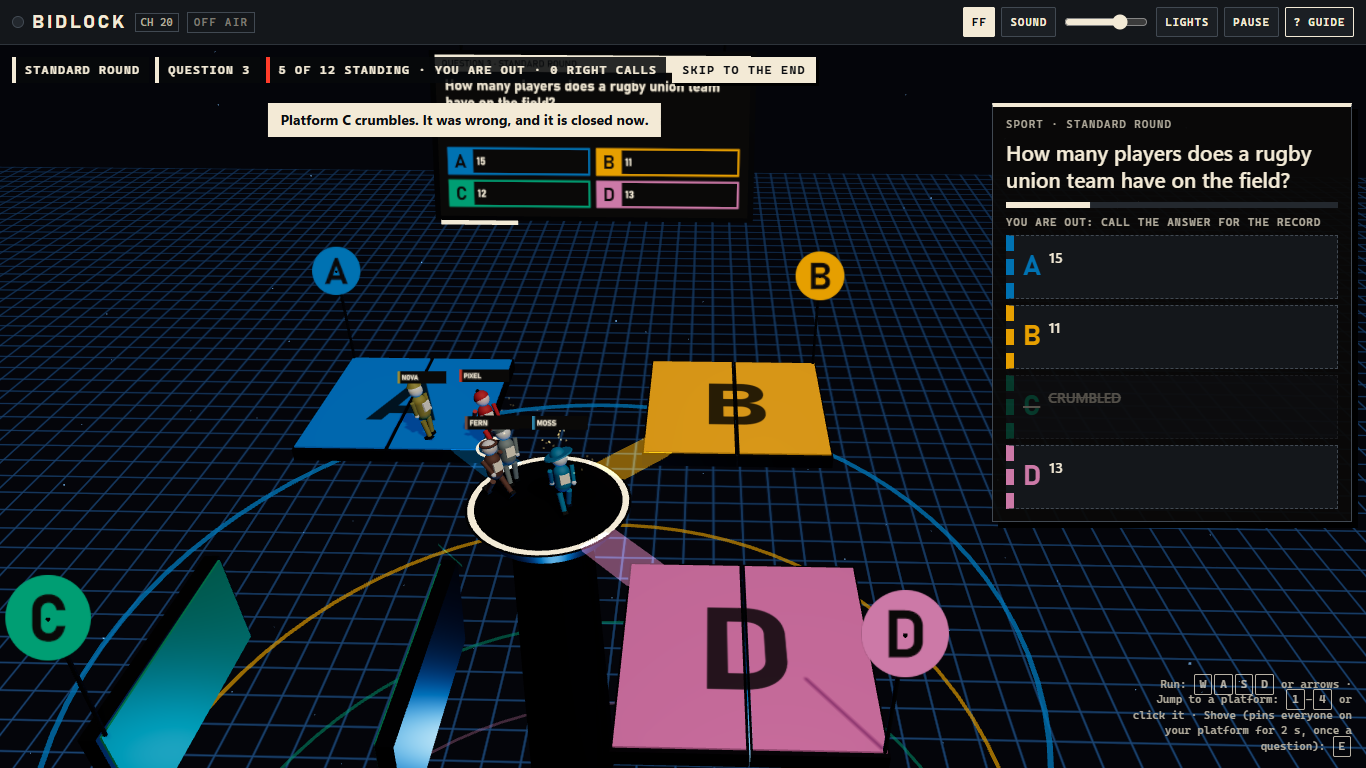 BIDLOCK CH 20 OFF AIR FF SOUND LIGHTS PAUSE ? GUIDE
STANDARD ROUND QUESTION 3 5 OF 12 STANDING · YOU ARE OUT · 0 RIGHT CALLS SKIP TO THE END
How many players does a rugby union team
have on the field?
Platform C crumbles. It was wrong, and it is closed now.
A 15 B 11
C 12 D 13
SPORT · STANDARD ROUND
How many players does a rugby
union team have on the field?
YOU ARE OUT: CALL THE ANSWER FOR THE RECORD
A 15
B 11
C CRUMBLED
D 13
A
B
NOVA PIXEL
A B
FERN MOSS
C
D
D
Run: W A S D or arrows ·
Jump to a platform: 1 - 4 or
click it · Shove (pins everyone on
your platform for 2 s, once a
question): E